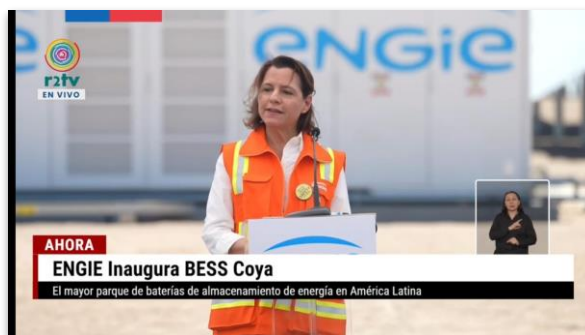 ENGIE
r2tv
EN VIVO
AHORA
ENGIE Inaugura BESS Coya
El mayor parque de baterías de almacenamiento de energía en América Latina